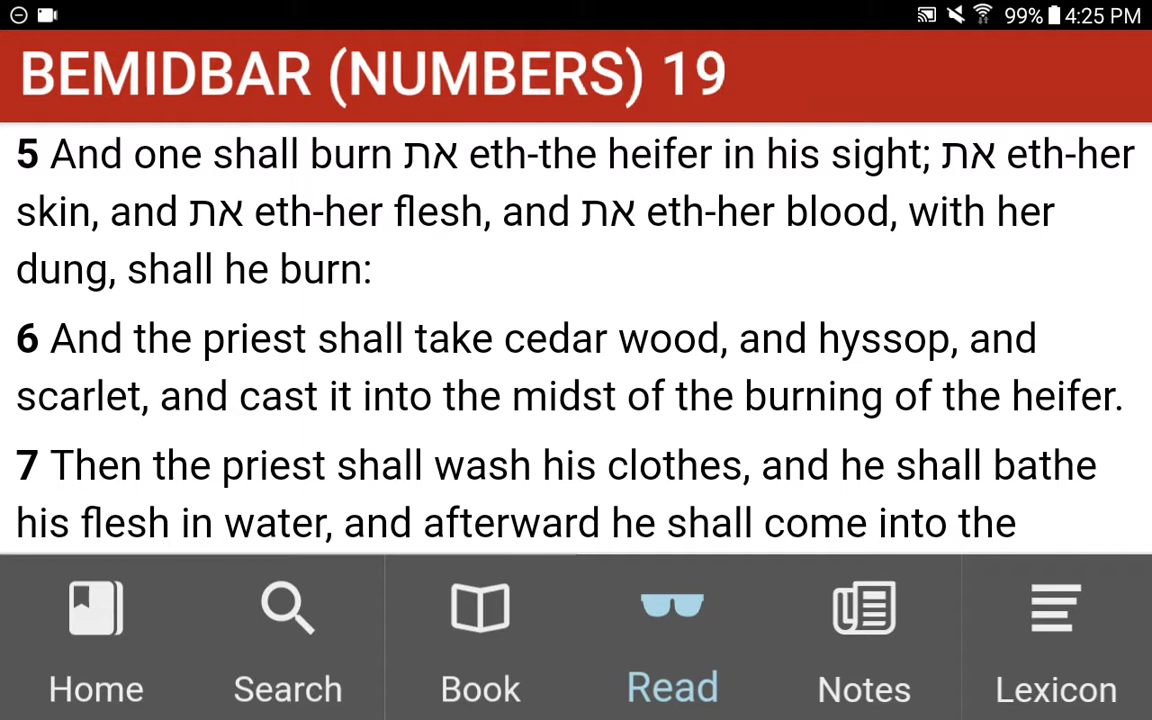 99% 4:25 PM
BEMIDBAR (NUMBERS) 19
5 And one shall burn את eth-the heifer in his sight; את eth-her
skin, and את eth-her flesh, and את eth-her blood, with her
dung, shall he burn:
6 And the priest shall take cedar wood, and hyssop, and
scarlet, and cast it into the midst of the burning of the heifer.
7 Then the priest shall wash his clothes, and he shall bathe
his flesh in water, and afterward he shall come into the
Home Search Book Read Notes Lexicon